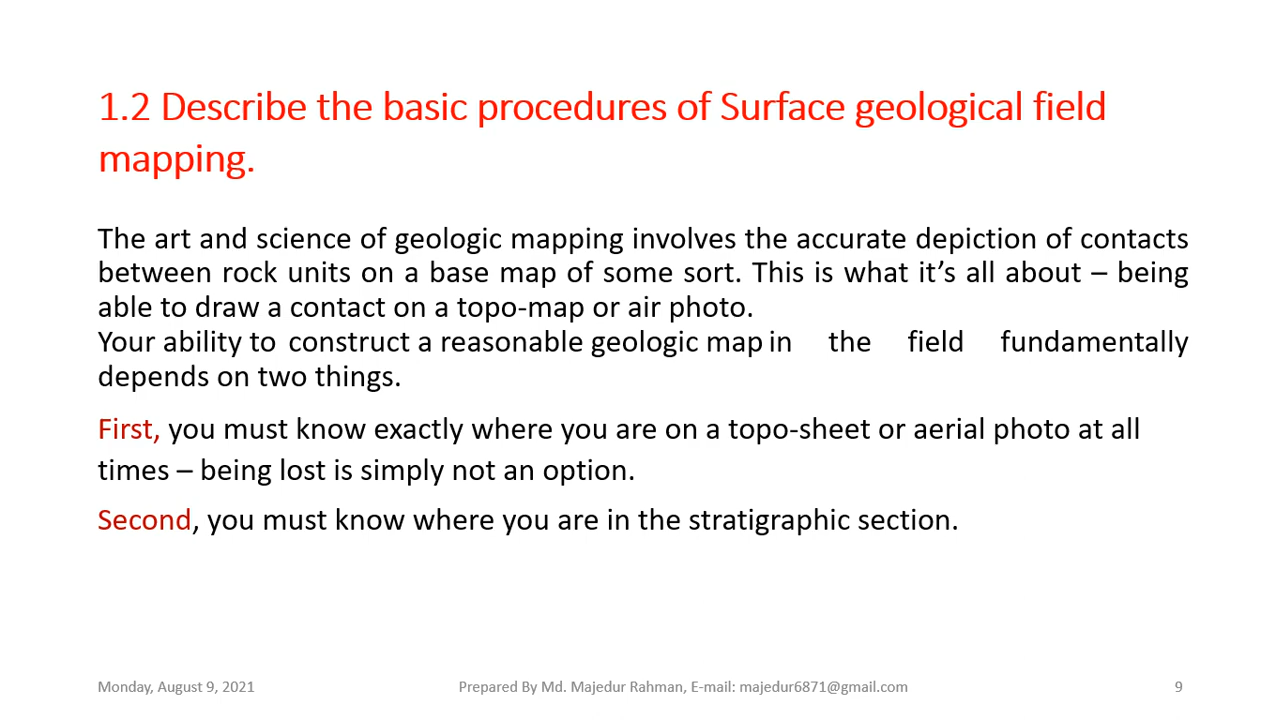 1.2 Describe the basic procedures of Surface geological field
mapping.
The art and science of geologic mapping involves the accurate depiction of contacts
between rock units on a base map of some sort. This is what it’s all about – being
able to draw a contact on a topo-map or air photo.
Your ability to construct a reasonable geologic map in the field fundamentally
depends on two things.
First, you must know exactly where you are on a topo-sheet or aerial photo at all
times – being lost is simply not an option.
Second, you must know where you are in the stratigraphic section.
Monday, August 9, 2021 Prepared By Md. Majedur Rahman, E-mail: majedur6871@gmail.com 9